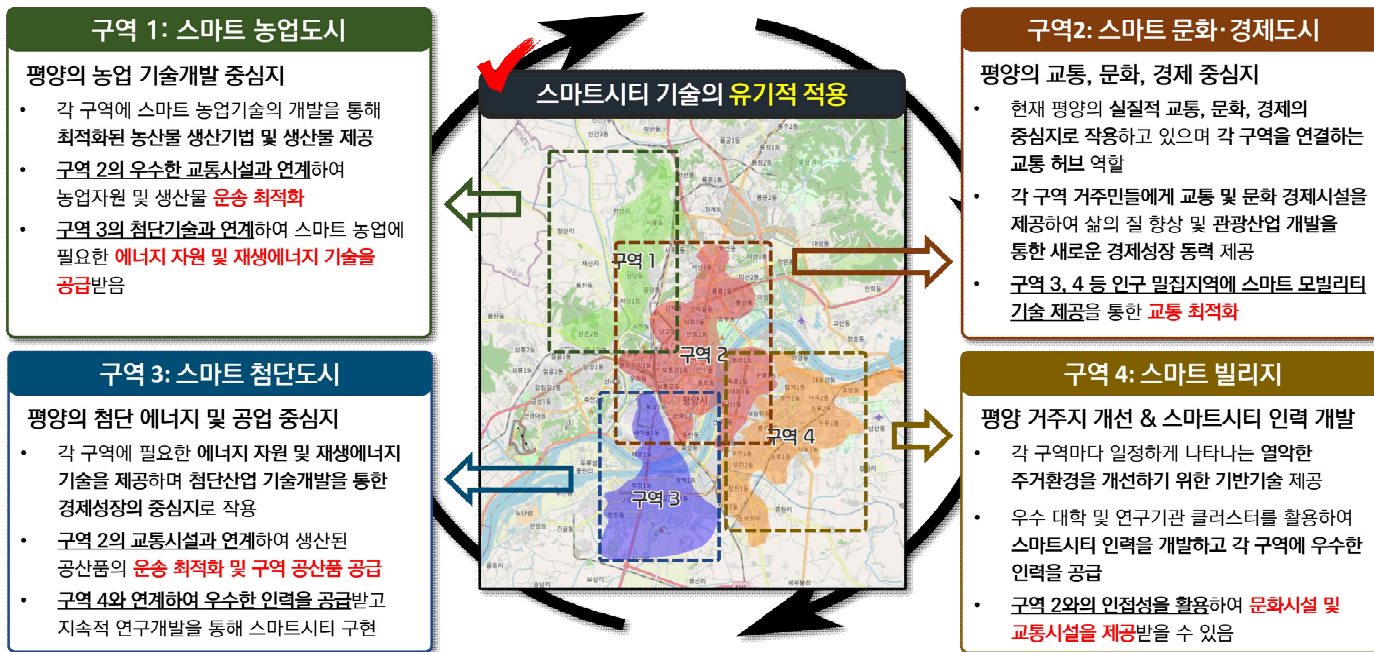 구역 1: 스마트 농업도시
평양의 농업 기술개발 중심지
• 각 구역에 스마트 농업기술의 개발을 통해
최적화된 농산물 생산기법 및 생산물 제공
• 구역 2의 우수한 교통시설과 연계하여
농업자원 및 생산물 운송 최적화
• 구역 3의 첨단기술과 연계하여 스마트 농업에
필요한 에너지 자원 및 재생에너지 기술을
공급받음
구역 3: 스마트 첨단도시
평양의 첨단 에너지 및 공업 중심지
• 각 구역에 필요한 에너지 자원 및 재생에너지
기술을 제공하며 첨단산업 기술개발을 통한
경제성장의 중심지로 작용
• 구역 2의 교통시설과 연계하여 생산된
공산품의 운송 최적화 및 구역 공산품 공급
• 구역 4와 연계하여 우수한 인력을 공급받고
지속적 연구개발을 통해 스마트시티 구현
스마트시티 기술의 유기적 적용
구역 1
구역 2
평양시
구역 4
구역 3
구역2: 스마트 문화·경제도시
평양의 교통, 문화, 경제 중심지
• 현재 평양의 실질적 교통, 문화, 경제의
중심지로 작용하고 있으며 각 구역을 연결하는
교통 허브 역할
• 각 구역 거주민들에게 교통 및 문화 경제시설을
제공하여 삶의 질 향상 및 관광산업 개발을
통한 새로운 경제성장 동력 제공
• 구역 3, 4 등 인구 밀집지역에 스마트 모빌리티
기술 제공을 통한 교통 최적화
구역 4: 스마트 빌리지
평양 거주지 개선 & 스마트시티 인력 개발
• 각 구역마다 일정하게 나타나는 열악한
주거환경을 개선하기 위한 기반기술 제공
• 우수 대학 및 연구기관 클러스터를 활용하여
스마트시티 인력을 개발하고 각 구역에 우수한
인력을 공급
• 구역 2와의 인접성을 활용하여 문화시설 및
교통시설을 제공받을 수 있음